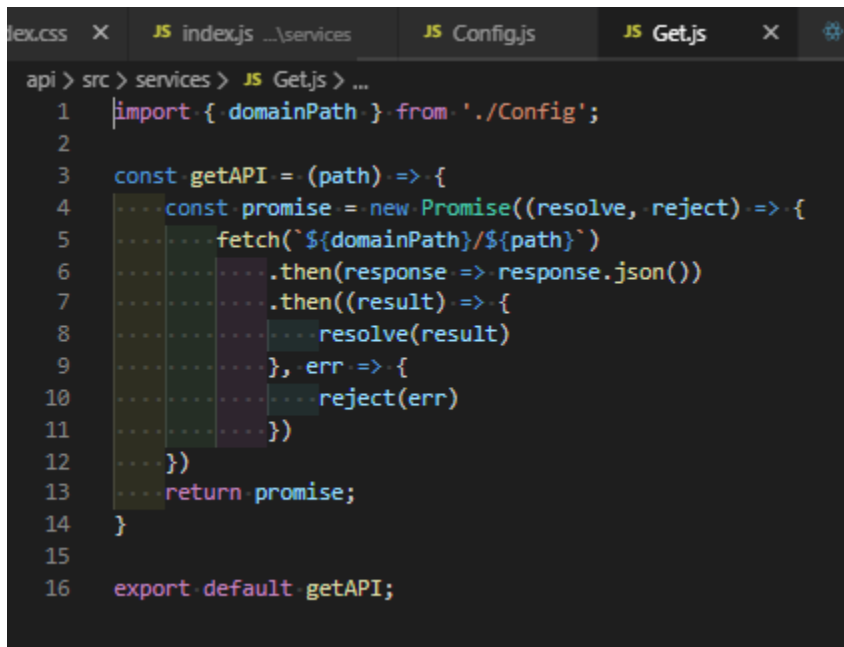 dex.css × JS index.js ...\services JS Config.js JS Get.js ×
api > src > services > JS Get.js > ...
1 import { domainPath } from './Config';
2
3 const getAPI = (path) => {
4     const promise = new Promise((resolve, reject) => {
5         fetch(`${domainPath}/${path}`)
6             .then(response => response.json())
7             .then((result) => {
8                 resolve(result)
9             }, err => {
10                 reject(err)
11             })
12     })
13     return promise;
14 }
15
16 export default getAPI;